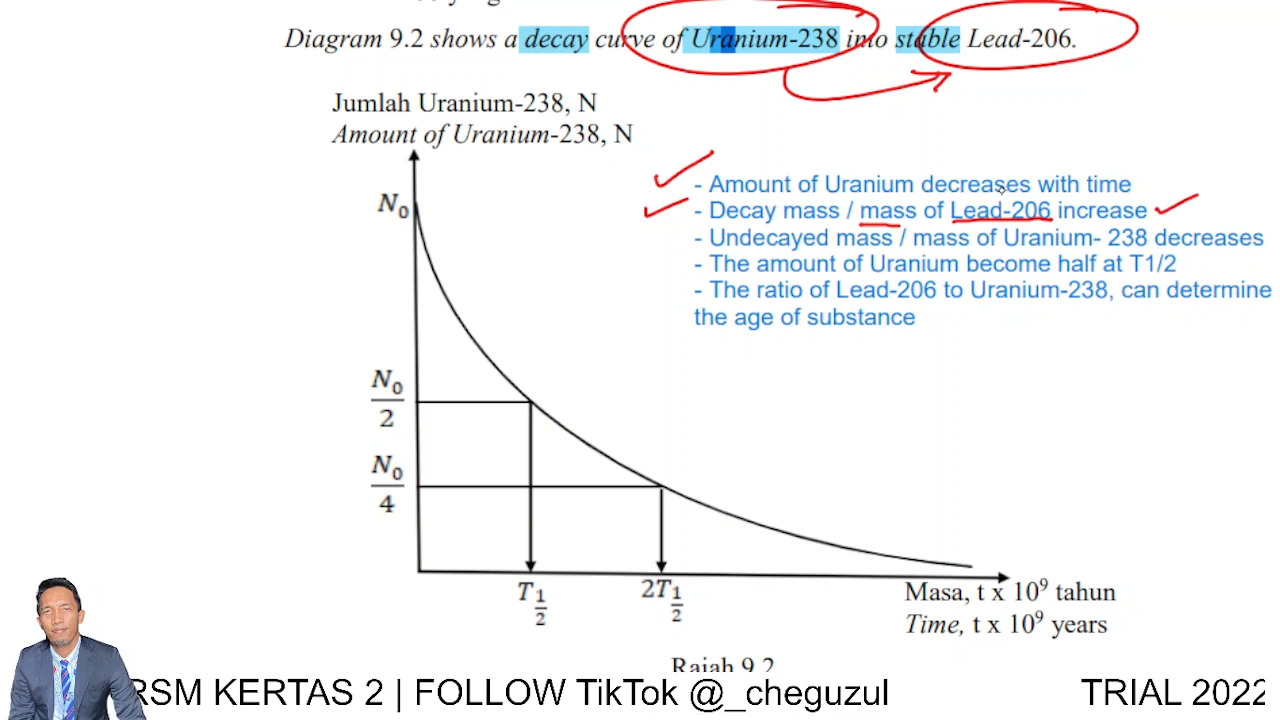 Diagram 9.2 shows a decay curve of Uranium-238 into stable Lead-206.
Jumlah Uranium-238, N
Amount of Uranium-238, N
- Amount of Uranium decreases with time
- Decay mass / mass of Lead-206 increase
- Undecayed mass / mass of Uranium- 238 decreases
- The amount of Uranium become half at T1/2
- The ratio of Lead-206 to Uranium-238, can determine
the age of substance
N₀
N₀/2
N₀/4
T 1/2
2T 1/2
Masa, t x 10⁹ tahun
Time, t x 10⁹ years
Rajah 9.2
RSM KERTAS 2 | FOLLOW TikTok @_cheguzul
TRIAL 2022